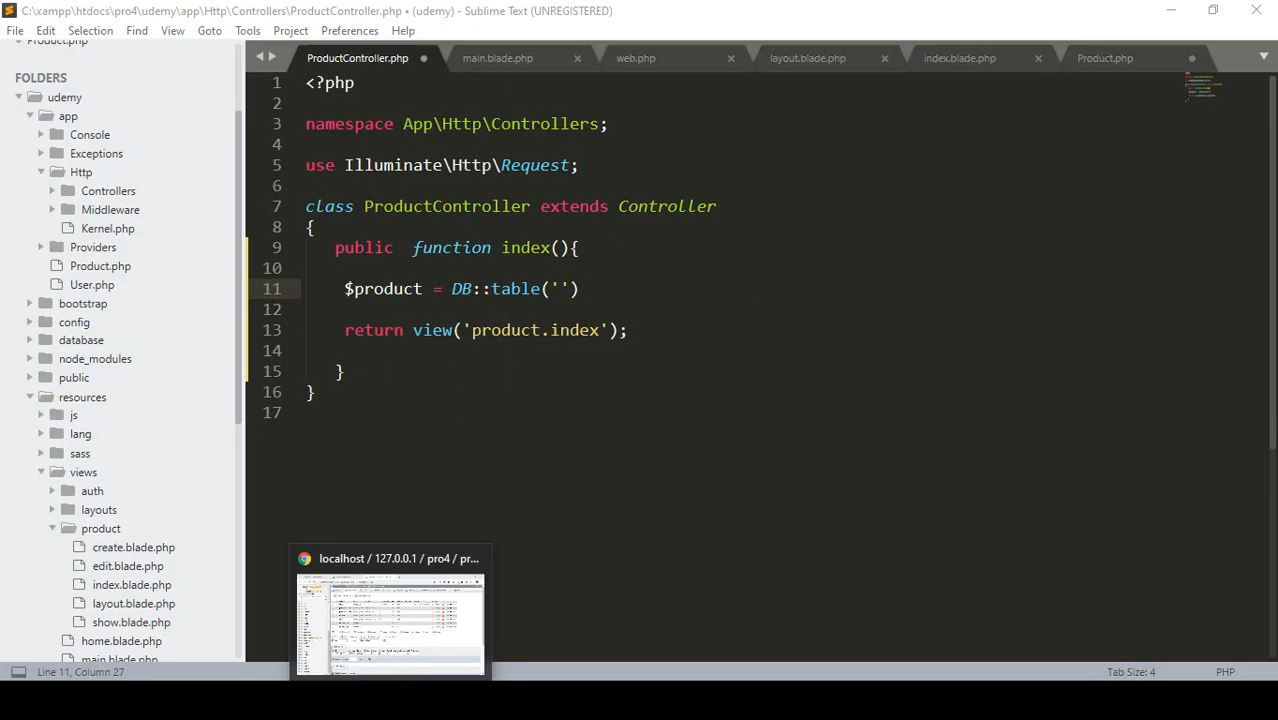 C:\xampp\htdocs\pro4\udemy\app\Http\Controllers\ProductController.php • (udemy) - Sublime Text (UNREGISTERED)
File Edit Selection Find View Goto Tools Project Preferences Help
Product.php
FOLDERS
udemy
app
Console
Exceptions
Http
Controllers
Middleware
Kernel.php
Providers
Product.php
User.php
bootstrap
config
database
node_modules
public
resources
js
lang
sass
views
auth
layouts
product
create.blade.php
edit.blade.php
index.blade.php
layout.blade.php
show.blade.php
home.blade.php
main.blade.php
ProductController.php main.blade.php web.php layout.blade.php index.blade.php Product.php
1 <?php
2
3 namespace App\Http\Controllers;
4
5 use Illuminate\Http\Request;
6
7 class ProductController extends Controller
8 {
9 public  function index(){
10
11 $product = DB::table('')
12
13 return view('product.index');
14
15 }
16 }
17
localhost / 127.0.0.1 / pro4 / pr...
Line 11, Column 27
Tab Size: 4
PHP